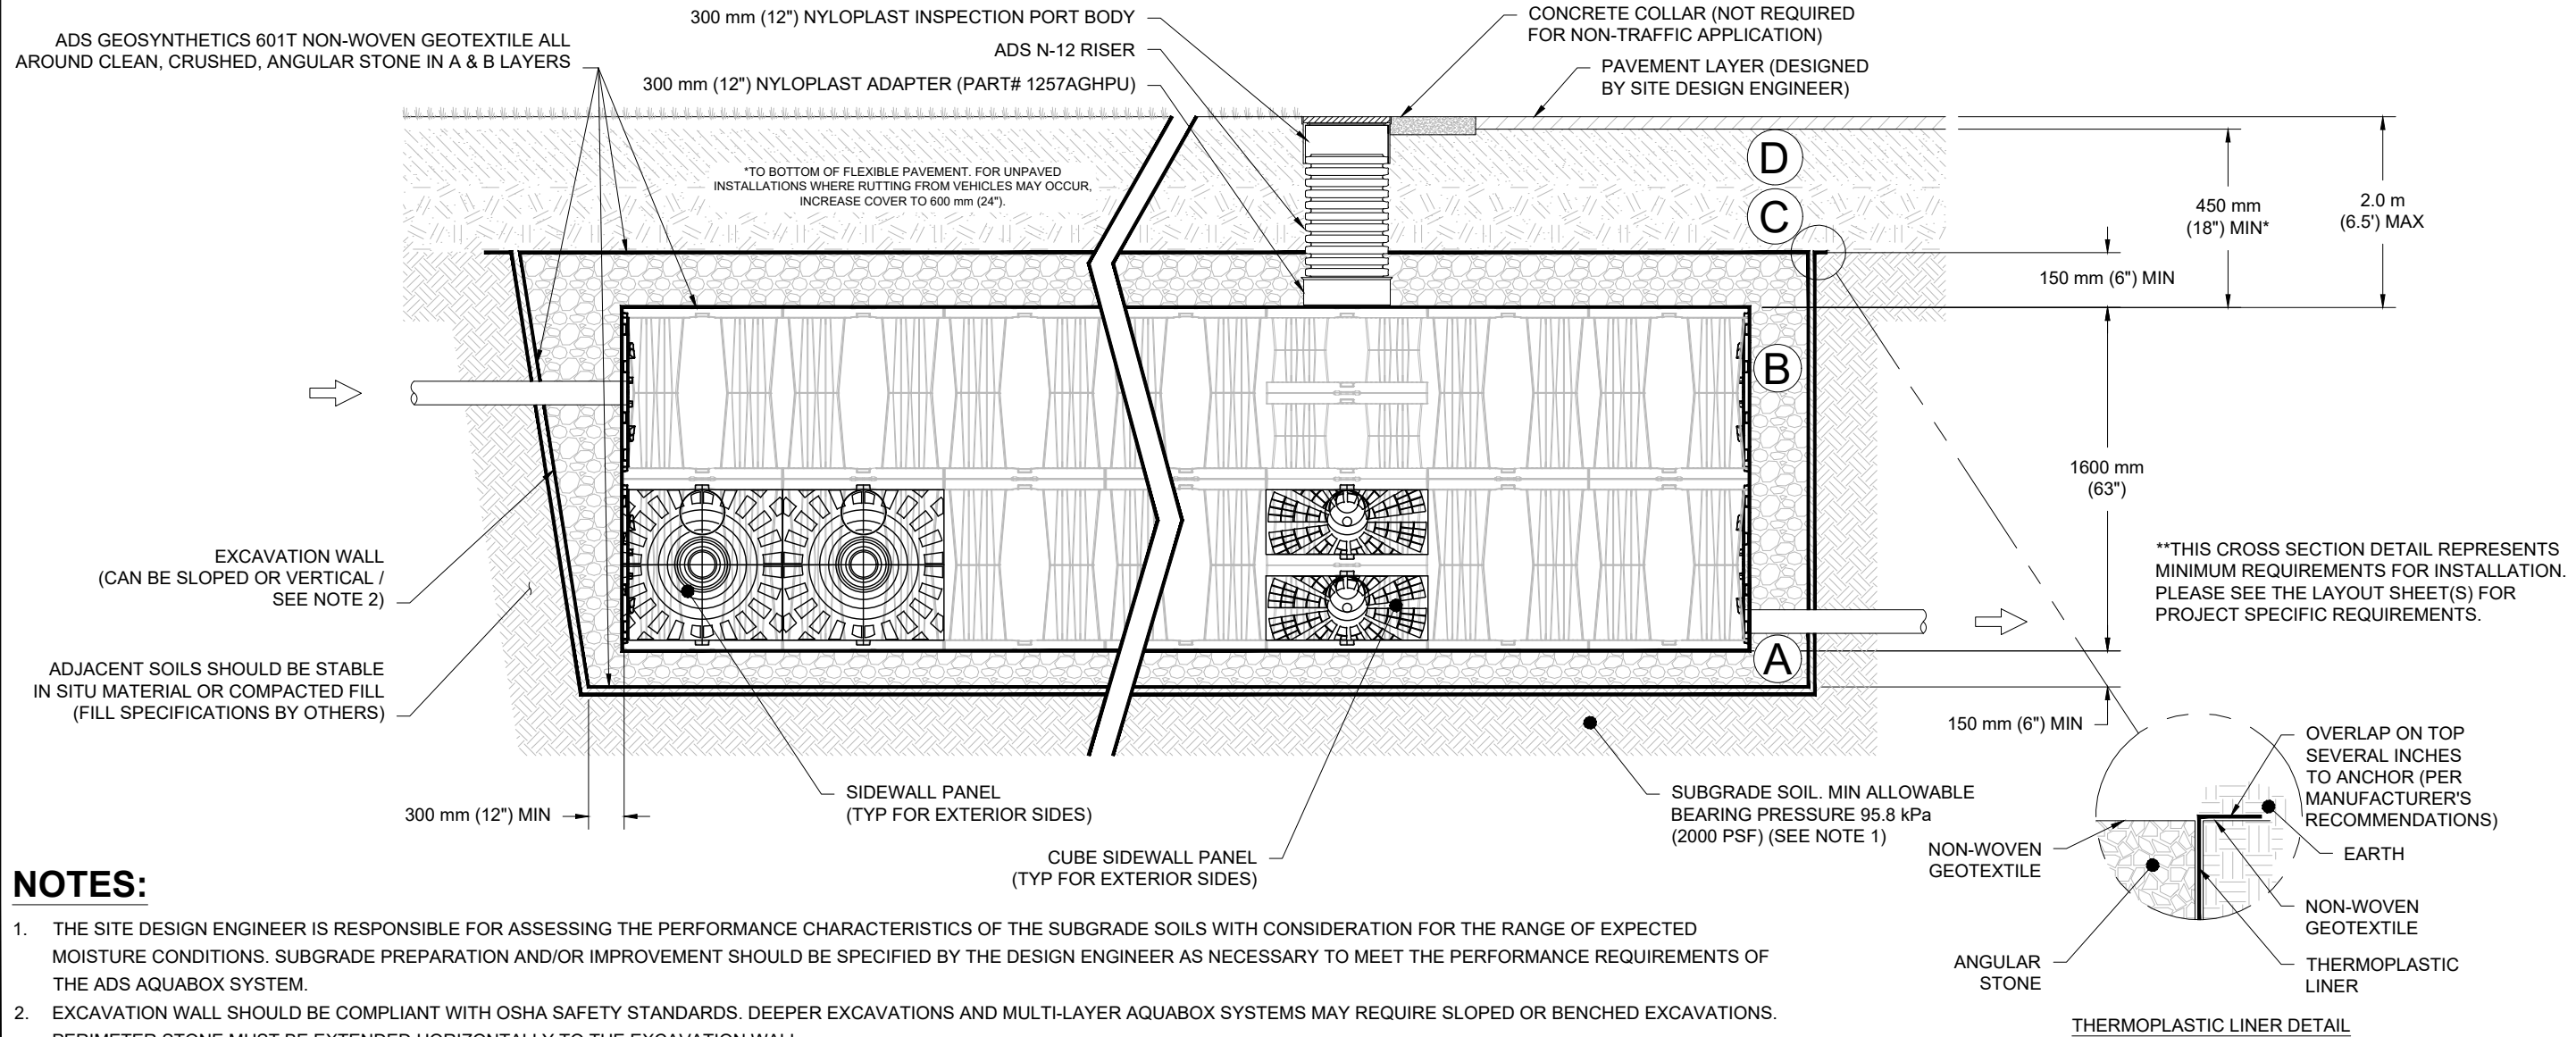 300 mm (12") NYLOPLAST INSPECTION PORT BODY
ADS N-12 RISER
300 mm (12") NYLOPLAST ADAPTER (PART# 1257AGHPU)
CONCRETE COLLAR (NOT REQUIRED
FOR NON-TRAFFIC APPLICATION)
PAVEMENT LAYER (DESIGNED
BY SITE DESIGN ENGINEER)
ADS GEOSYNTHETICS 601T NON-WOVEN GEOTEXTILE ALL
AROUND CLEAN, CRUSHED, ANGULAR STONE IN A & B LAYERS
*TO BOTTOM OF FLEXIBLE PAVEMENT. FOR UNPAVED
INSTALLATIONS WHERE RUTTING FROM VEHICLES MAY OCCUR,
INCREASE COVER TO 600 mm (24").
D
C
B
A
450 mm
(18") MIN*
2.0 m
(6.5') MAX
150 mm (6") MIN
1600 mm
(63")
150 mm (6") MIN
**THIS CROSS SECTION DETAIL REPRESENTS
MINIMUM REQUIREMENTS FOR INSTALLATION.
PLEASE SEE THE LAYOUT SHEET(S) FOR
PROJECT SPECIFIC REQUIREMENTS.
EXCAVATION WALL
(CAN BE SLOPED OR VERTICAL /
SEE NOTE 2)
ADJACENT SOILS SHOULD BE STABLE
IN SITU MATERIAL OR COMPACTED FILL
(FILL SPECIFICATIONS BY OTHERS)
300 mm (12") MIN
SIDEWALL PANEL
(TYP FOR EXTERIOR SIDES)
CUBE SIDEWALL PANEL
(TYP FOR EXTERIOR SIDES)
SUBGRADE SOIL. MIN ALLOWABLE
BEARING PRESSURE 95.8 kPa
(2000 PSF) (SEE NOTE 1)
OVERLAP ON TOP
SEVERAL INCHES
TO ANCHOR (PER
MANUFACTURER'S
RECOMMENDATIONS)
EARTH
NON-WOVEN
GEOTEXTILE
NON-WOVEN
GEOTEXTILE
ANGULAR
STONE
THERMOPLASTIC
LINER
THERMOPLASTIC LINER DETAIL
NOTES:
1. THE SITE DESIGN ENGINEER IS RESPONSIBLE FOR ASSESSING THE PERFORMANCE CHARACTERISTICS OF THE SUBGRADE SOILS WITH CONSIDERATION FOR THE RANGE OF EXPECTED
MOISTURE CONDITIONS. SUBGRADE PREPARATION AND/OR IMPROVEMENT SHOULD BE SPECIFIED BY THE DESIGN ENGINEER AS NECESSARY TO MEET THE PERFORMANCE REQUIREMENTS OF
THE ADS AQUABOX SYSTEM.
2. EXCAVATION WALL SHOULD BE COMPLIANT WITH OSHA SAFETY STANDARDS. DEEPER EXCAVATIONS AND MULTI-LAYER AQUABOX SYSTEMS MAY REQUIRE SLOPED OR BENCHED EXCAVATIONS.
PERIMETER STONE MUST BE EXTENDED HORIZONTALLY TO THE EXCAVATION WALL